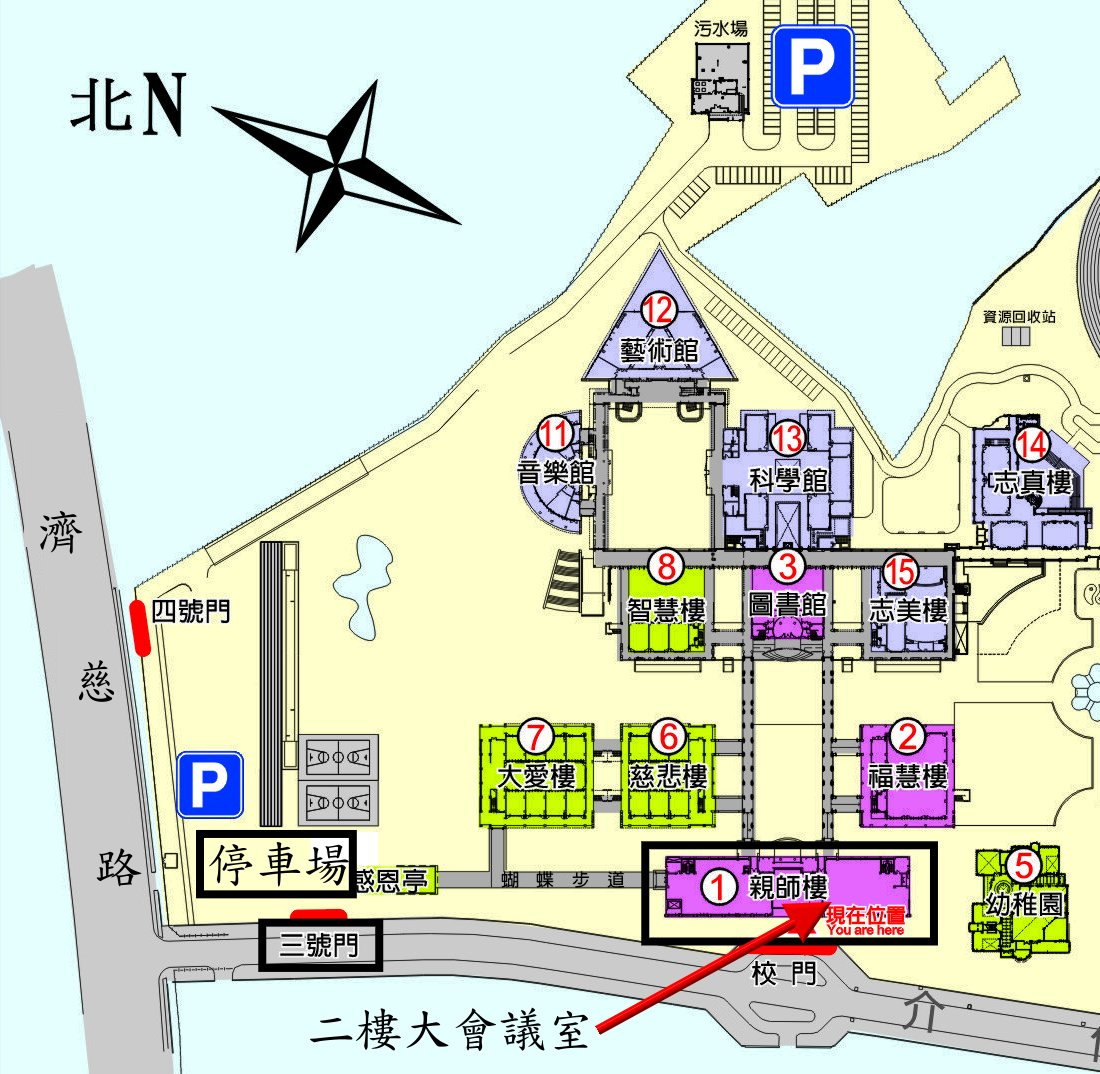 污水場
P
北N
12
藝術館
資源回收站
11
音樂館
13
科學館
14
志真樓
濟慈路
8
智慧樓
3
圖書館
15
志美樓
四號門
7
大愛樓
6
慈悲樓
2
福慧樓
P
停車場
感恩亭
蝴蝶步道
1
親師樓
現在位置
You are here
5
幼稚園
三號門
校門
二樓大會議室
介